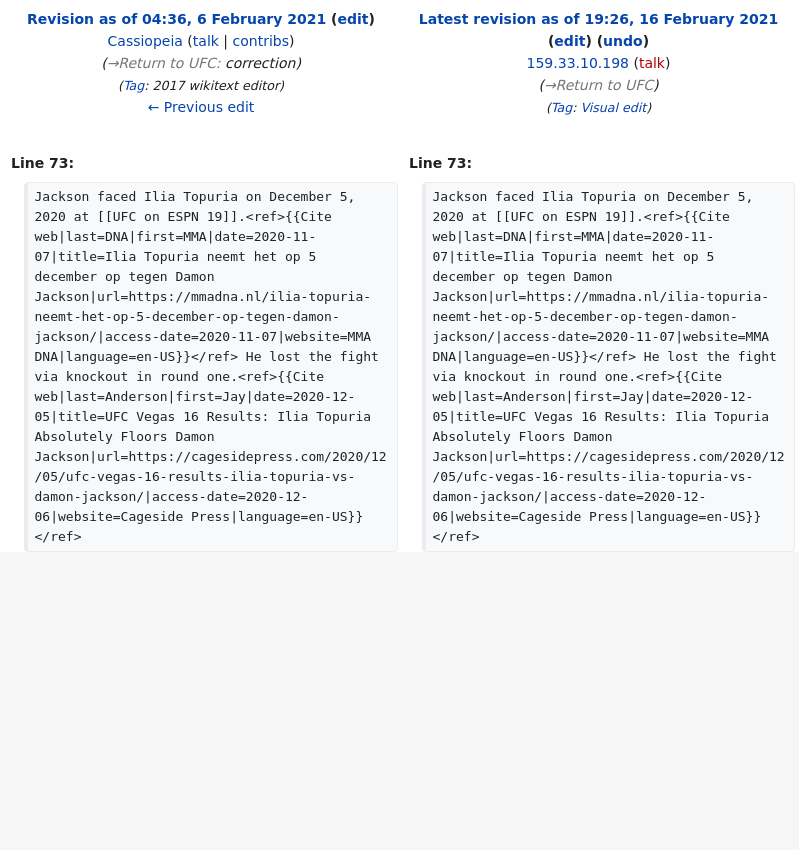 Revision as of 04:36, 6 February 2021 (edit)
Cassiopeia (talk | contribs)
(→Return to UFC: correction)
(Tag: 2017 wikitext editor)
← Previous edit
Latest revision as of 19:26, 16 February 2021
(edit) (undo)
159.33.10.198 (talk)
(→Return to UFC)
(Tag: Visual edit)
Line 73:
Jackson faced Ilia Topuria on December 5,
2020 at [[UFC on ESPN 19]].<ref>{{Cite
web|last=DNA|first=MMA|date=2020-11-
07|title=Ilia Topuria neemt het op 5
december op tegen Damon
Jackson|url=https://mmadna.nl/ilia-topuria-
neemt-het-op-5-december-op-tegen-damon-
jackson/|access-date=2020-11-07|website=MMA
DNA|language=en-US}}</ref> He lost the fight
via knockout in round one.<ref>{{Cite
web|last=Anderson|first=Jay|date=2020-12-
05|title=UFC Vegas 16 Results: Ilia Topuria
Absolutely Floors Damon
Jackson|url=https://cagesidepress.com/2020/12
/05/ufc-vegas-16-results-ilia-topuria-vs-
damon-jackson/|access-date=2020-12-
06|website=Cageside Press|language=en-US}}
</ref>
Line 73:
Jackson faced Ilia Topuria on December 5,
2020 at [[UFC on ESPN 19]].<ref>{{Cite
web|last=DNA|first=MMA|date=2020-11-
07|title=Ilia Topuria neemt het op 5
december op tegen Damon
Jackson|url=https://mmadna.nl/ilia-topuria-
neemt-het-op-5-december-op-tegen-damon-
jackson/|access-date=2020-11-07|website=MMA
DNA|language=en-US}}</ref> He lost the fight
via knockout in round one.<ref>{{Cite
web|last=Anderson|first=Jay|date=2020-12-
05|title=UFC Vegas 16 Results: Ilia Topuria
Absolutely Floors Damon
Jackson|url=https://cagesidepress.com/2020/12
/05/ufc-vegas-16-results-ilia-topuria-vs-
damon-jackson/|access-date=2020-12-
06|website=Cageside Press|language=en-US}}
</ref>